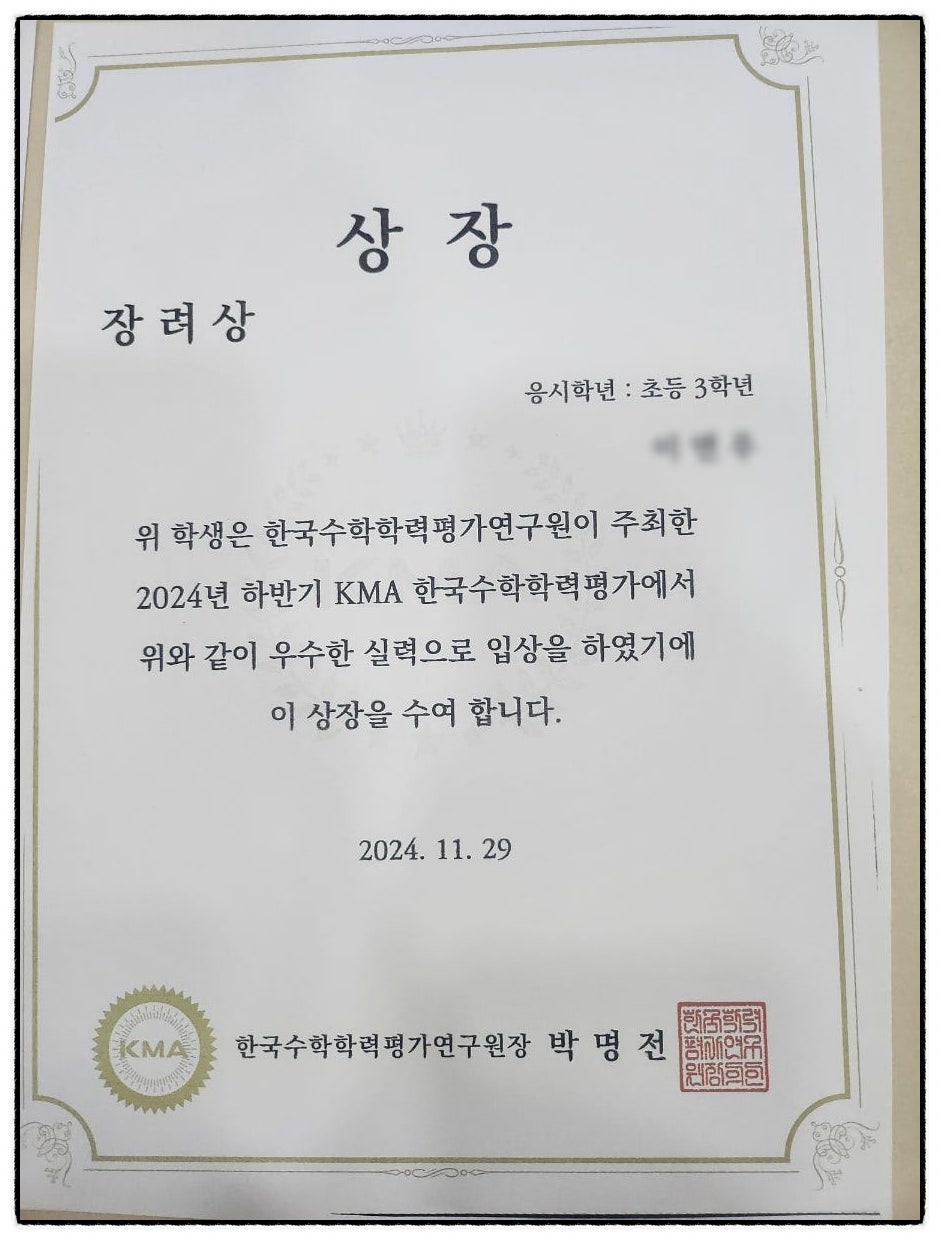 상 장
장 려 상
응시학년 : 초등 3학년
위 학생은 한국수학학력평가연구원이 주최한
2024년 하반기 KMA 한국수학학력평가에서
위와 같이 우수한 실력으로 입상을 하였기에
이 상장을 수여 합니다.
2024. 11. 29
KMA
한국수학학력평가연구원장 박 명 전